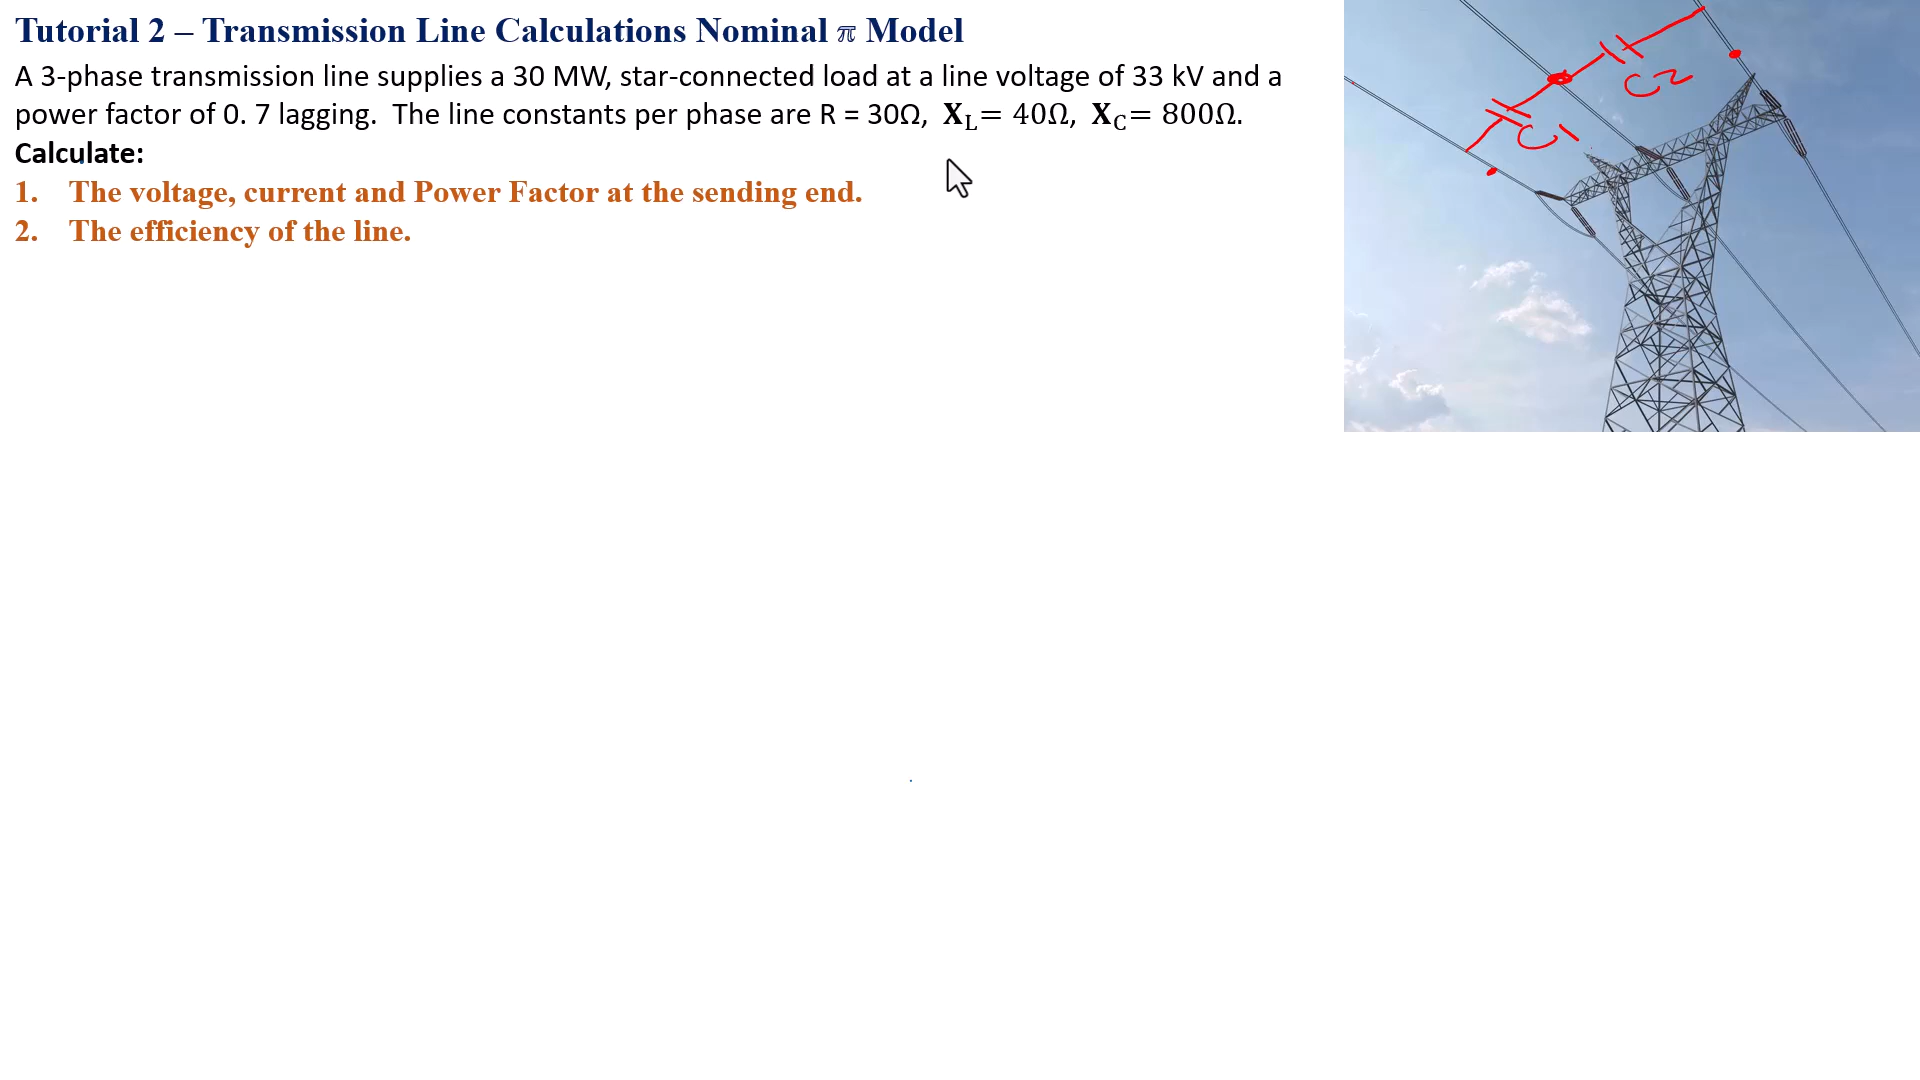 Tutorial 2 – Transmission Line Calculations Nominal π Model
A 3-phase transmission line supplies a 30 MW, star-connected load at a line voltage of 33 kV and a
power factor of 0. 7 lagging. The line constants per phase are R = 30Ω, X_L= 40Ω, X_C= 800Ω.
Calculate:
1. The voltage, current and Power Factor at the sending end.
2. The efficiency of the line.
C2
C1